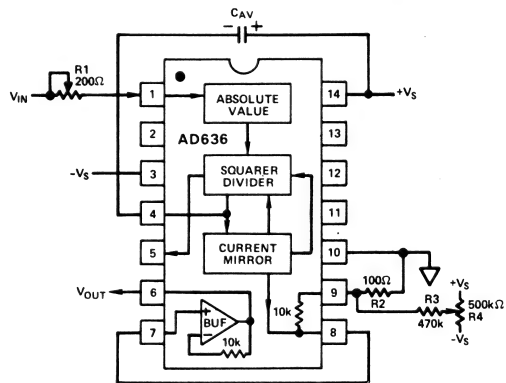 CAV
− +
R1
200Ω
VIN
1
14
+VS
ABSOLUTE
VALUE
2
13
AD636
−VS
3
12
SQUARER
DIVIDER
4
11
5
10
CURRENT
MIRROR
VOUT
6
9
100Ω
R2
+VS
R3
470k
500kΩ
R4
−VS
10k
+
−
BUF
10k
7
8